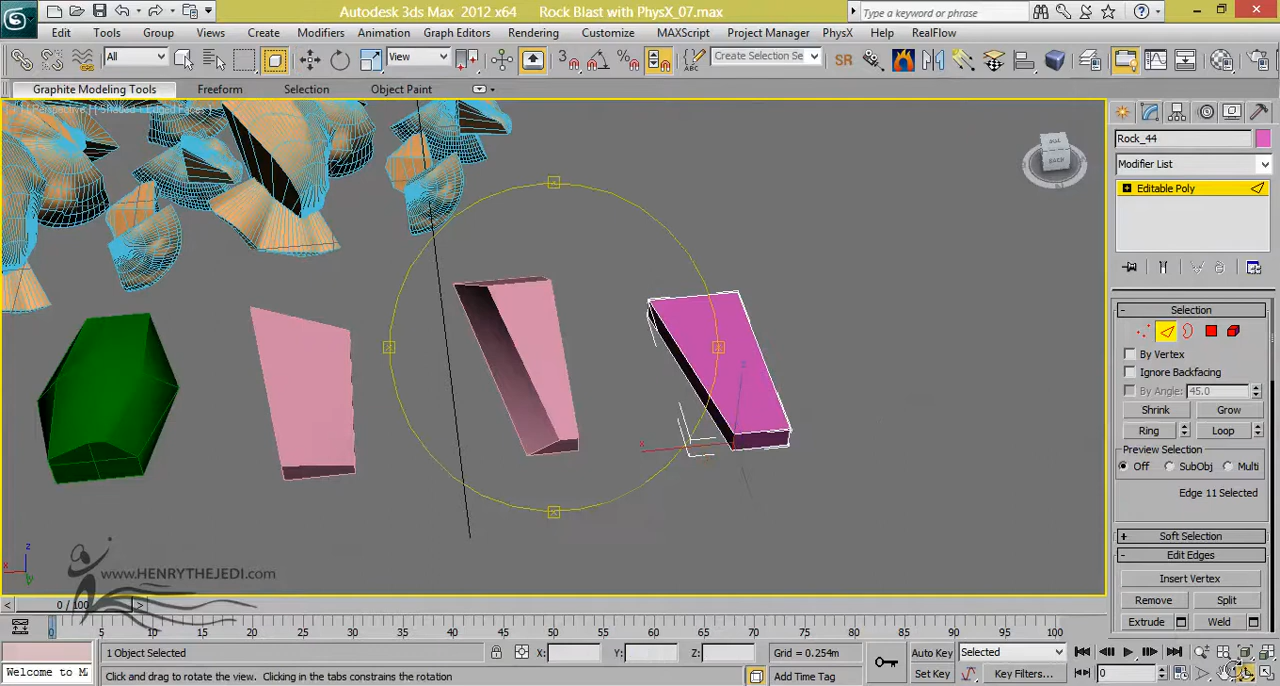 Autodesk 3ds Max 2012 x64 Rock Blast with PhysX_07.max
Type a keyword or phrase
Edit Tools Group Views Create Modifiers Animation Graph Editors Rendering Customize MAXScript Project Manager PhysX Help RealFlow
All View 3 Create Selection Se SR
Graphite Modeling Tools Freeform Selection Object Paint
Rock_44
Modifier List
Editable Poly
Selection
By Vertex
Ignore Backfacing
By Angle: 45.0
Shrink Grow
Ring Loop
Preview Selection
Off SubObj Multi
Edge 11 Selected
Soft Selection
Edit Edges
Insert Vertex
Remove Split
Extrude Weld
BACK
x
z
x
z
y
www.HENRYTHEJEDI.com
0 / 100
0 5 10 15 20 25 30 35 40 45 50 55 60 65 70 75 80 85 90 95 100
1 Object Selected X: Y: Z: Grid = 0.254m Auto Key Selected
Welcome to M Click and drag to rotate the view. Clicking in the tabs constrains the rotation Add Time Tag Set Key Key Filters... 0